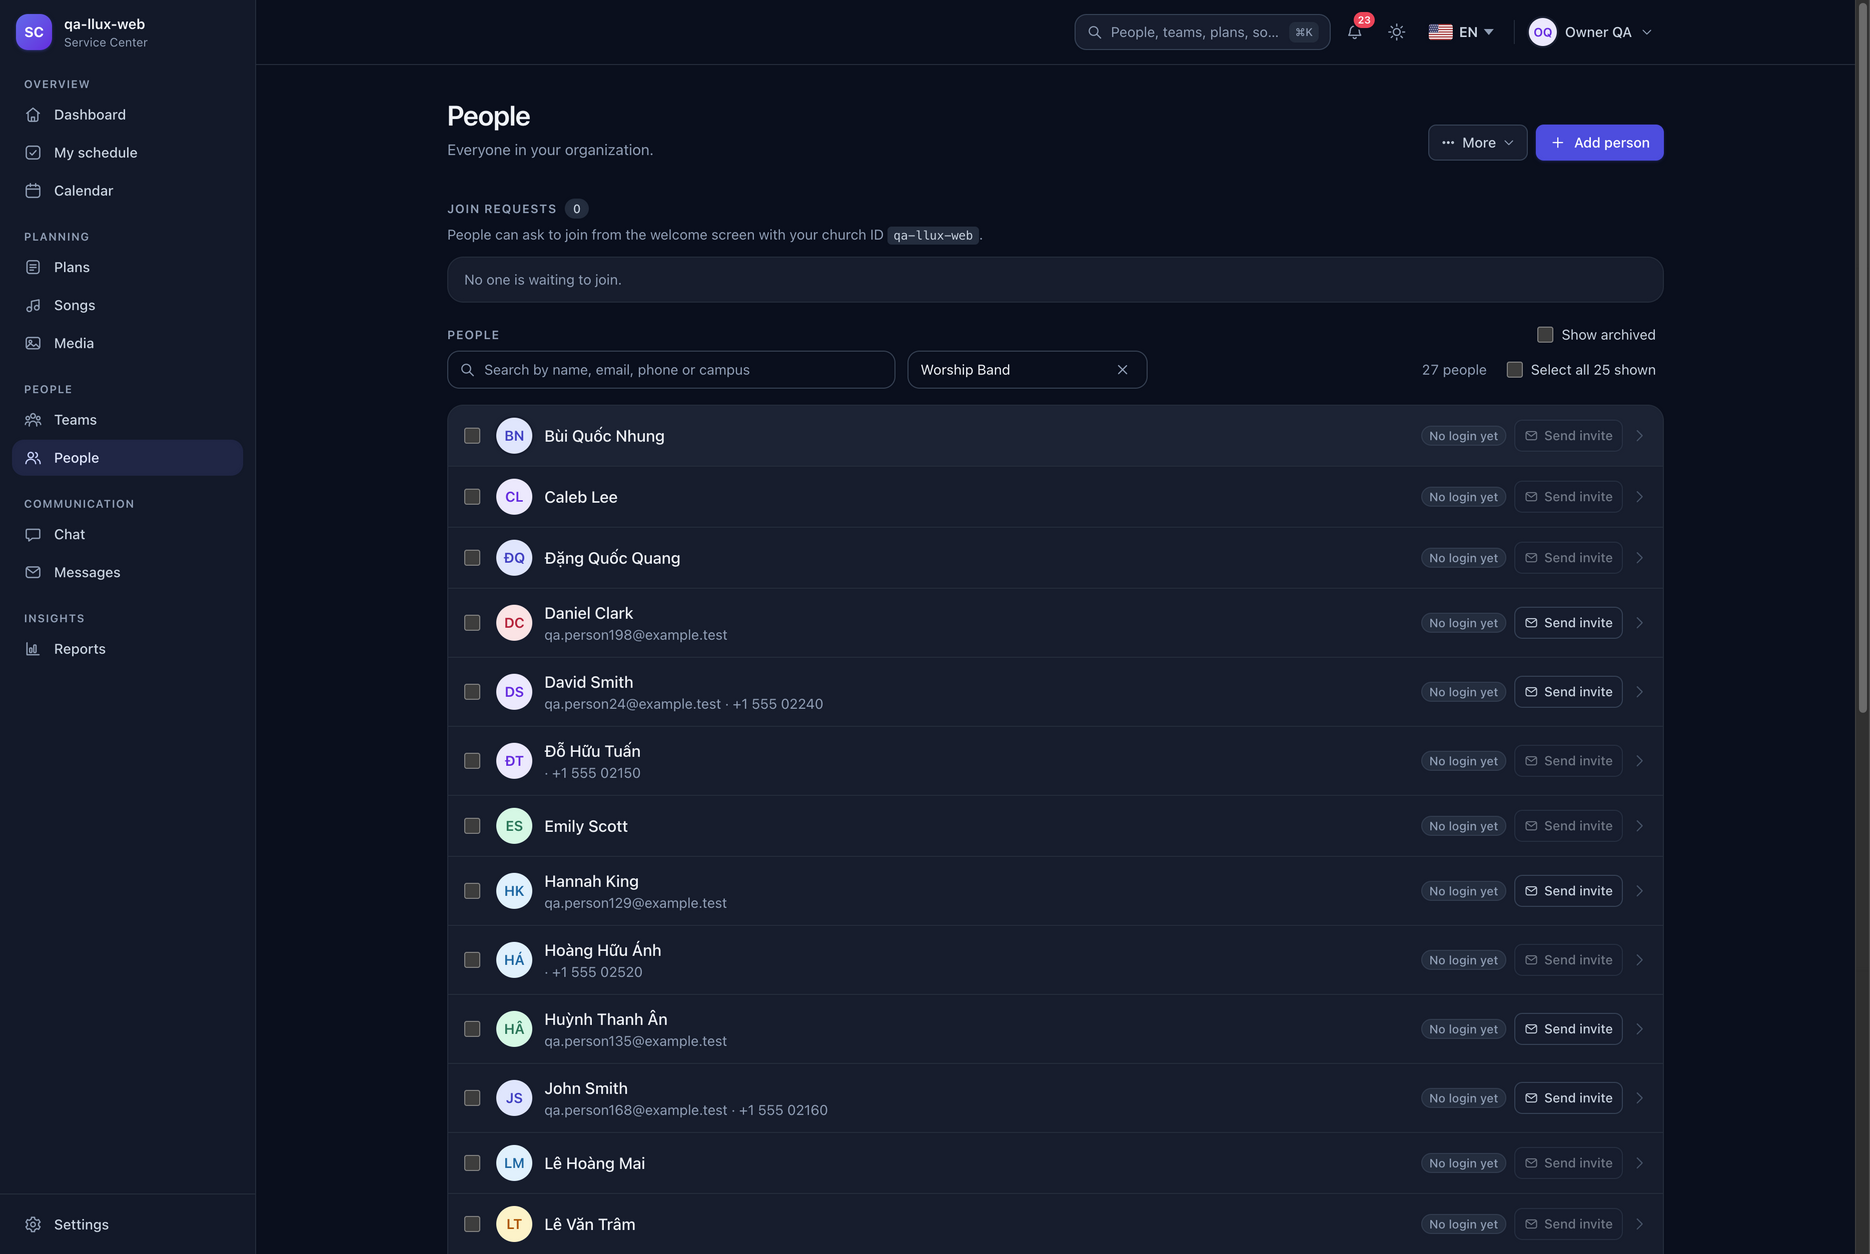 SC
qa-llux-web
Service Center
People, teams, plans, so... ⌘K
23
EN
OQ Owner QA
OVERVIEW
Dashboard
My schedule
Calendar
PLANNING
Plans
Songs
Media
PEOPLE
Teams
People
COMMUNICATION
Chat
Messages
INSIGHTS
Reports
Settings
People
Everyone in your organization.
More
Add person
JOIN REQUESTS 0
People can ask to join from the welcome screen with your church ID qa-llux-web.
No one is waiting to join.
PEOPLE
Show archived
Search by name, email, phone or campus
Worship Band
27 people
Select all 25 shown
BN Bùi Quốc Nhung No login yet Send invite
CL Caleb Lee No login yet Send invite
ĐQ Đặng Quốc Quang No login yet Send invite
DC Daniel Clark No login yet Send invite
qa.person198@example.test
DS David Smith No login yet Send invite
qa.person24@example.test · +1 555 02240
ĐT Đỗ Hữu Tuấn No login yet Send invite
· +1 555 02150
ES Emily Scott No login yet Send invite
HK Hannah King No login yet Send invite
qa.person129@example.test
HÁ Hoàng Hữu Ánh No login yet Send invite
· +1 555 02520
HÂ Huỳnh Thanh Ân No login yet Send invite
qa.person135@example.test
JS John Smith No login yet Send invite
qa.person168@example.test · +1 555 02160
LM Lê Hoàng Mai No login yet Send invite
LT Lê Văn Trâm No login yet Send invite